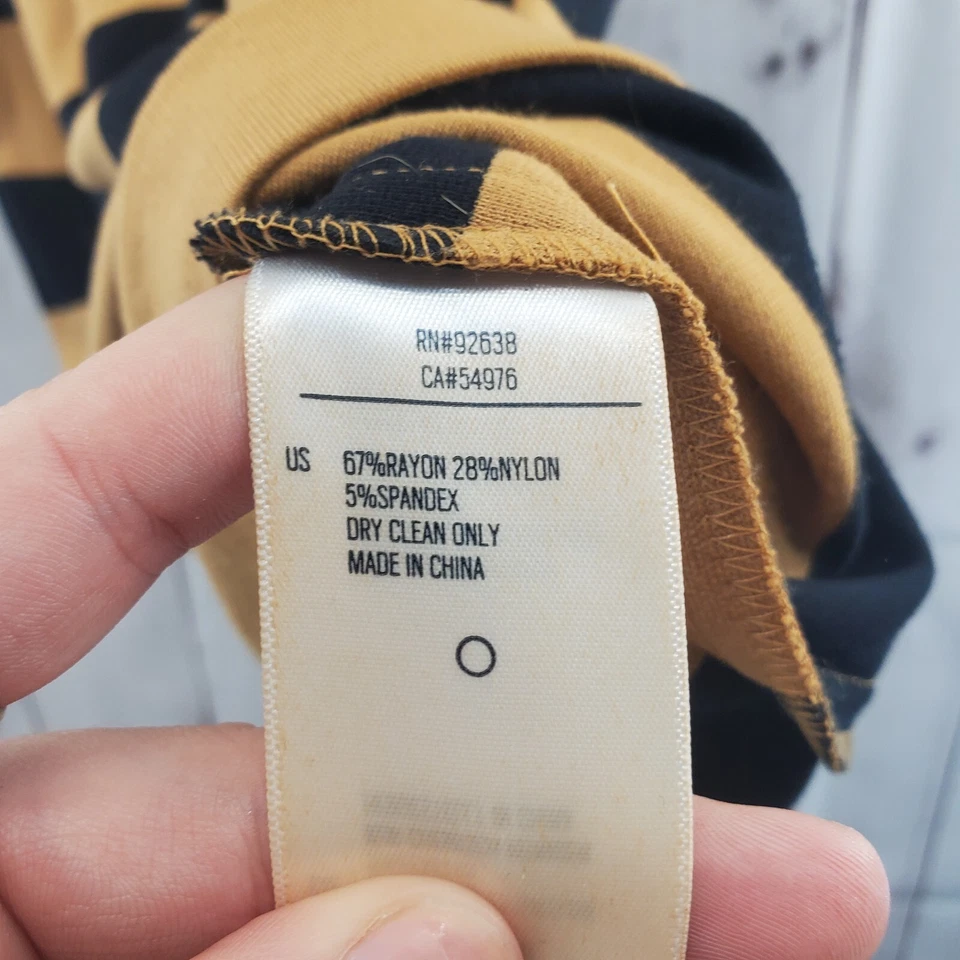 RN#92638
CA#54976
US 67%RAYON 28%NYLON
5%SPANDEX
DRY CLEAN ONLY
MADE IN CHINA